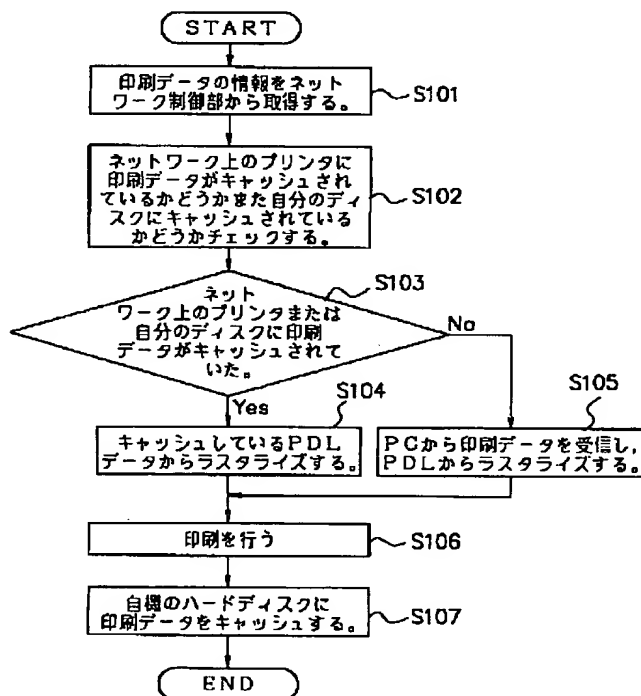 START
印刷データの情報をネット
ワーク制御部から取得する。
S101
ネットワーク上のプリンタに
印刷データがキャッシュされ
ているかどうかまた自分のディ
スクにキャッシュされている
かどうかチェックする。
S102
S103
ネット
ワーク上のプリンタまたは
自分のディスクに印刷
データがキャッシュされて
いた。
No
Yes
S104
S105
キャッシュしているPDL
データからラスタライズする。
PCから印刷データを受信し,
PDLからラスタライズする。
印刷を行う
S106
自機のハードディスクに
印刷データをキャッシュする。
S107
END